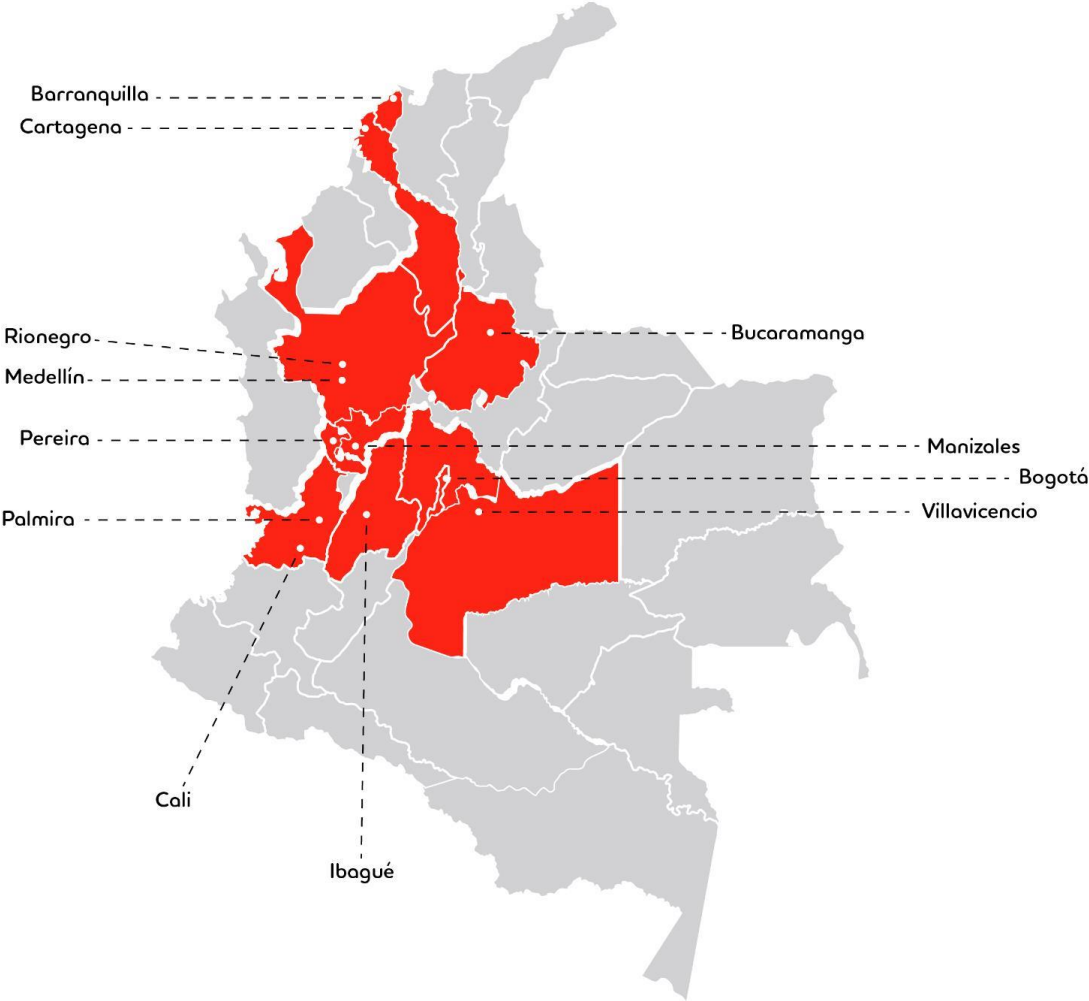 Barranquilla
Cartagena
Rionegro
Bucaramanga
Medellín
Pereira
Manizales
Bogotá
Palmira
Villavicencio
Cali
Ibagué